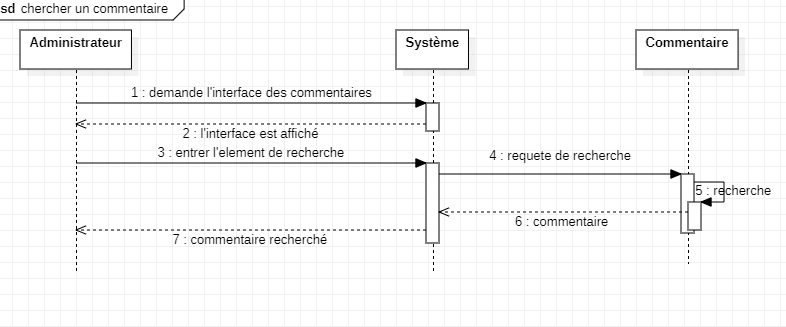 sd chercher un commentaire
Administrateur
Système
Commentaire
1 : demande l'interface des commentaires
2 : l'interface est affiché
3 : entrer l'element de recherche
4 : requete de recherche
5 : recherche
6 : commentaire
7 : commentaire recherché